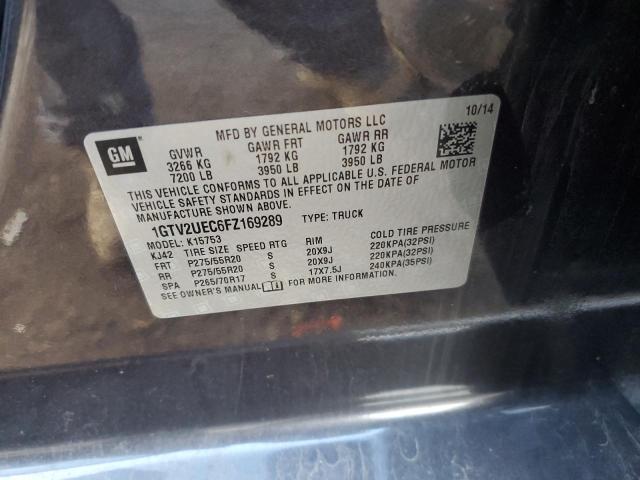 MFD BY GENERAL MOTORS LLC 10/14
GM
GVWR GAWR FRT GAWR RR
3266 KG 1792 KG 1792 KG
7200 LB 3950 LB 3950 LB
THIS VEHICLE CONFORMS TO ALL APPLICABLE U.S. FEDERAL MOTOR
VEHICLE SAFETY STANDARDS IN EFFECT ON THE DATE OF
MANUFACTURE SHOWN ABOVE.
1GTV2UEC6FZ169289 TYPE: TRUCK
MODEL: K15753
KJ42 TIRE SIZE SPEED RTG RIM COLD TIRE PRESSURE
FRT P275/55R20 S 20X9J 220KPA(32PSI)
RR P275/55R20 S 20X9J 220KPA(32PSI)
SPA P265/70R17 S 17X7.5J 240KPA(35PSI)
SEE OWNER'S MANUAL FOR MORE INFORMATION.